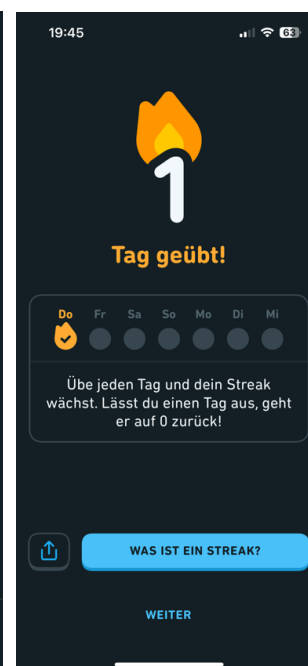 19:45
63
1
Tag geübt!
Do Fr Sa So Mo Di Mi
Übe jeden Tag und dein Streak
wächst. Lässt du einen Tag aus, geht
er auf 0 zurück!
WAS IST EIN STREAK?
WEITER